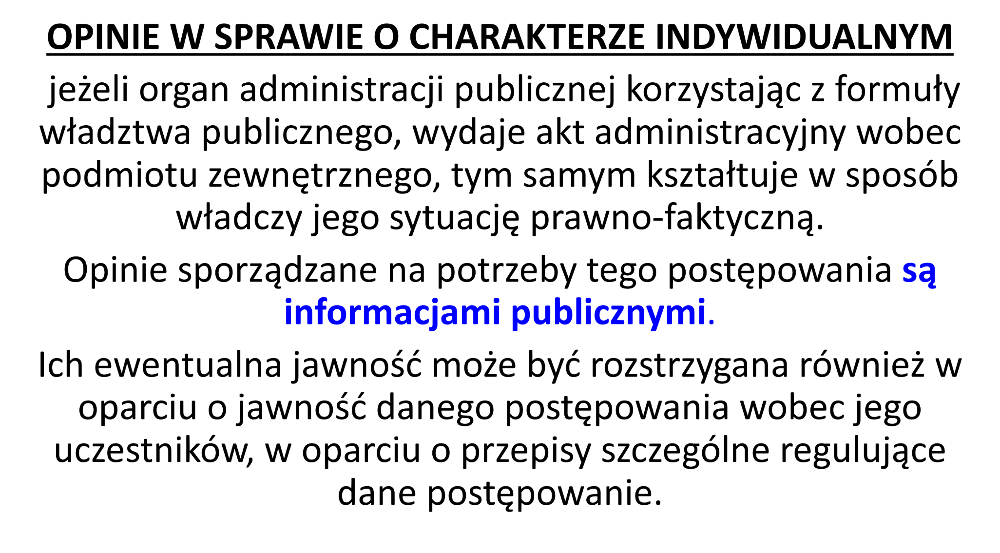 OPINIE W SPRAWIE O CHARAKTERZE INDYWIDUALNYM
jeżeli organ administracji publicznej korzystając z formuły
władztwa publicznego, wydaje akt administracyjny wobec
podmiotu zewnętrznego, tym samym kształtuje w sposób
władczy jego sytuację prawno-faktyczną.
Opinie sporządzane na potrzeby tego postępowania są
informacjami publicznymi.
Ich ewentualna jawność może być rozstrzygana również w
oparciu o jawność danego postępowania wobec jego
uczestników, w oparciu o przepisy szczególne regulujące
dane postępowanie.